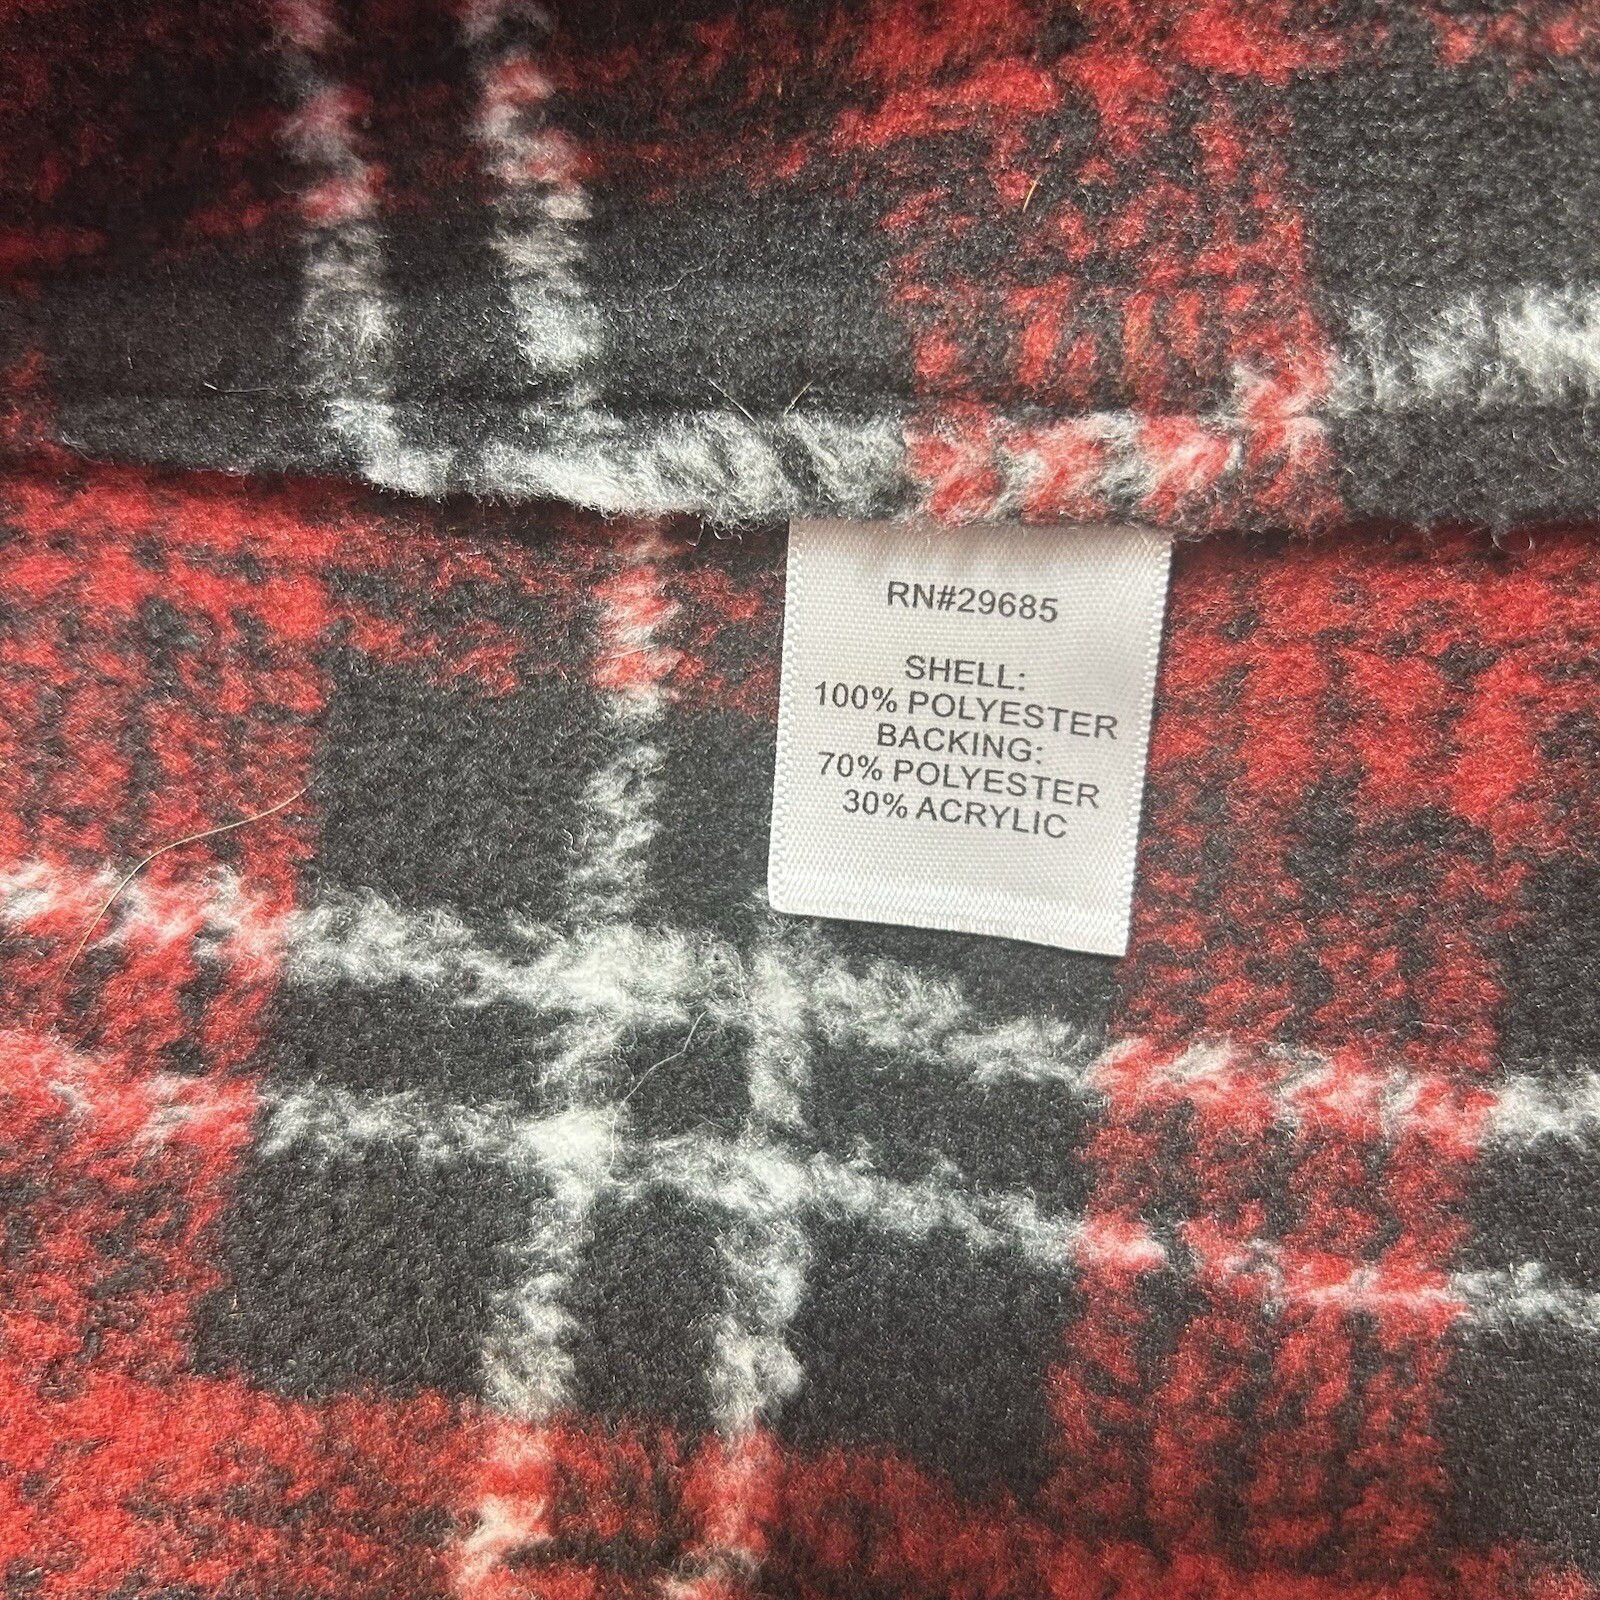 RN#29685
SHELL:
100% POLYESTER
BACKING:
70% POLYESTER
30% ACRYLIC